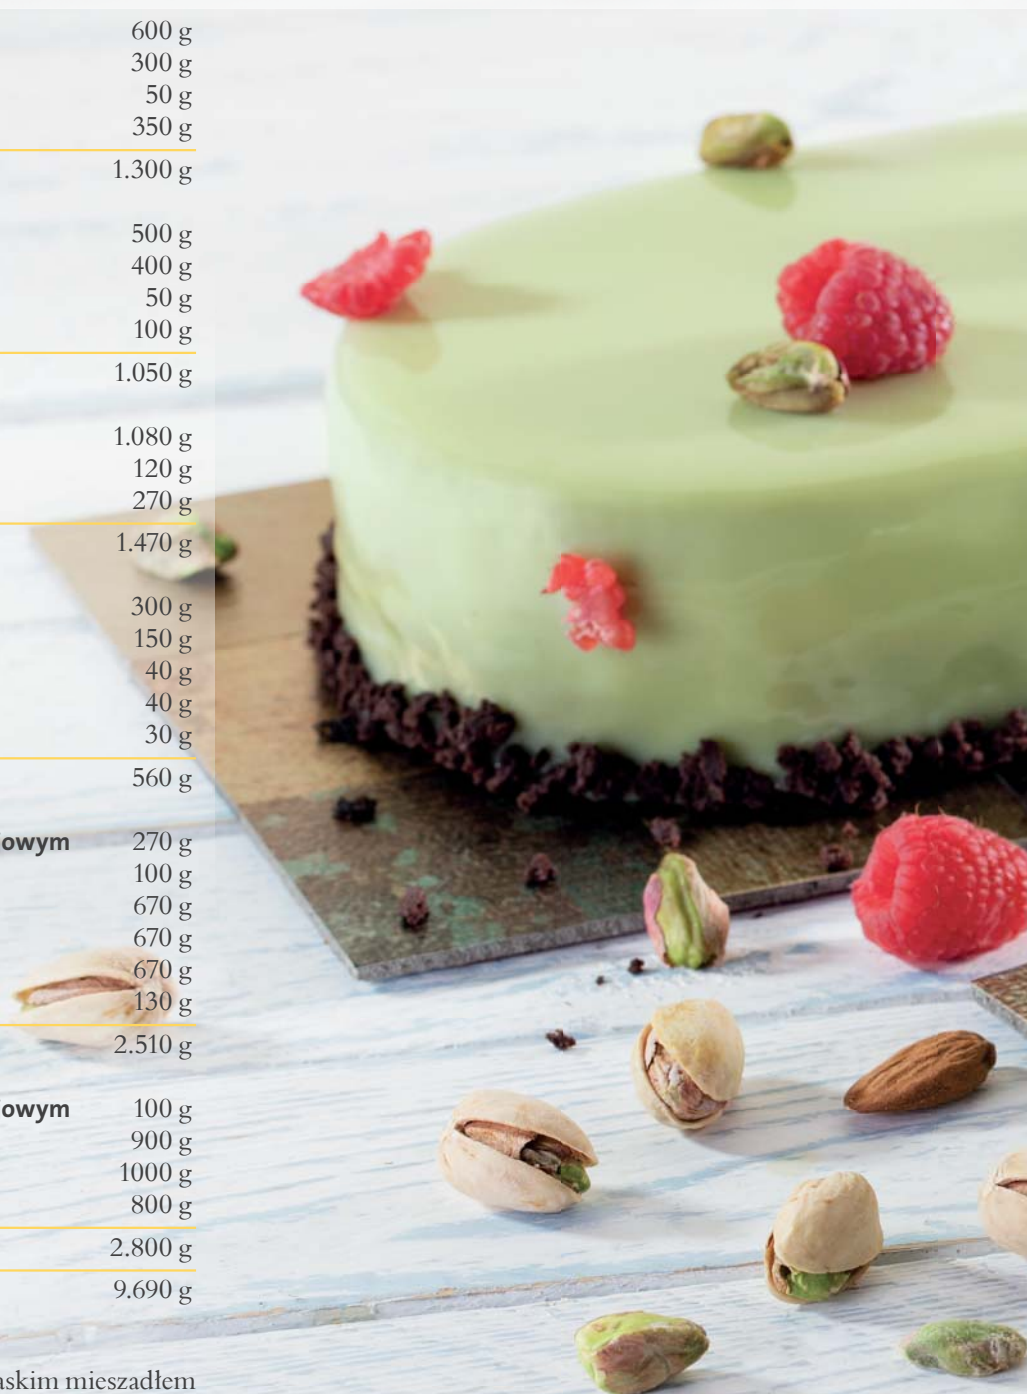 600 g
300 g
50 g
350 g
1.300 g
500 g
400 g
50 g
100 g
1.050 g
1.080 g
120 g
270 g
1.470 g
300 g
150 g
40 g
40 g
30 g
560 g
owym 270 g
100 g
670 g
670 g
670 g
130 g
2.510 g
owym 100 g
900 g
1000 g
800 g
2.800 g
9.690 g
askim mieszadłem